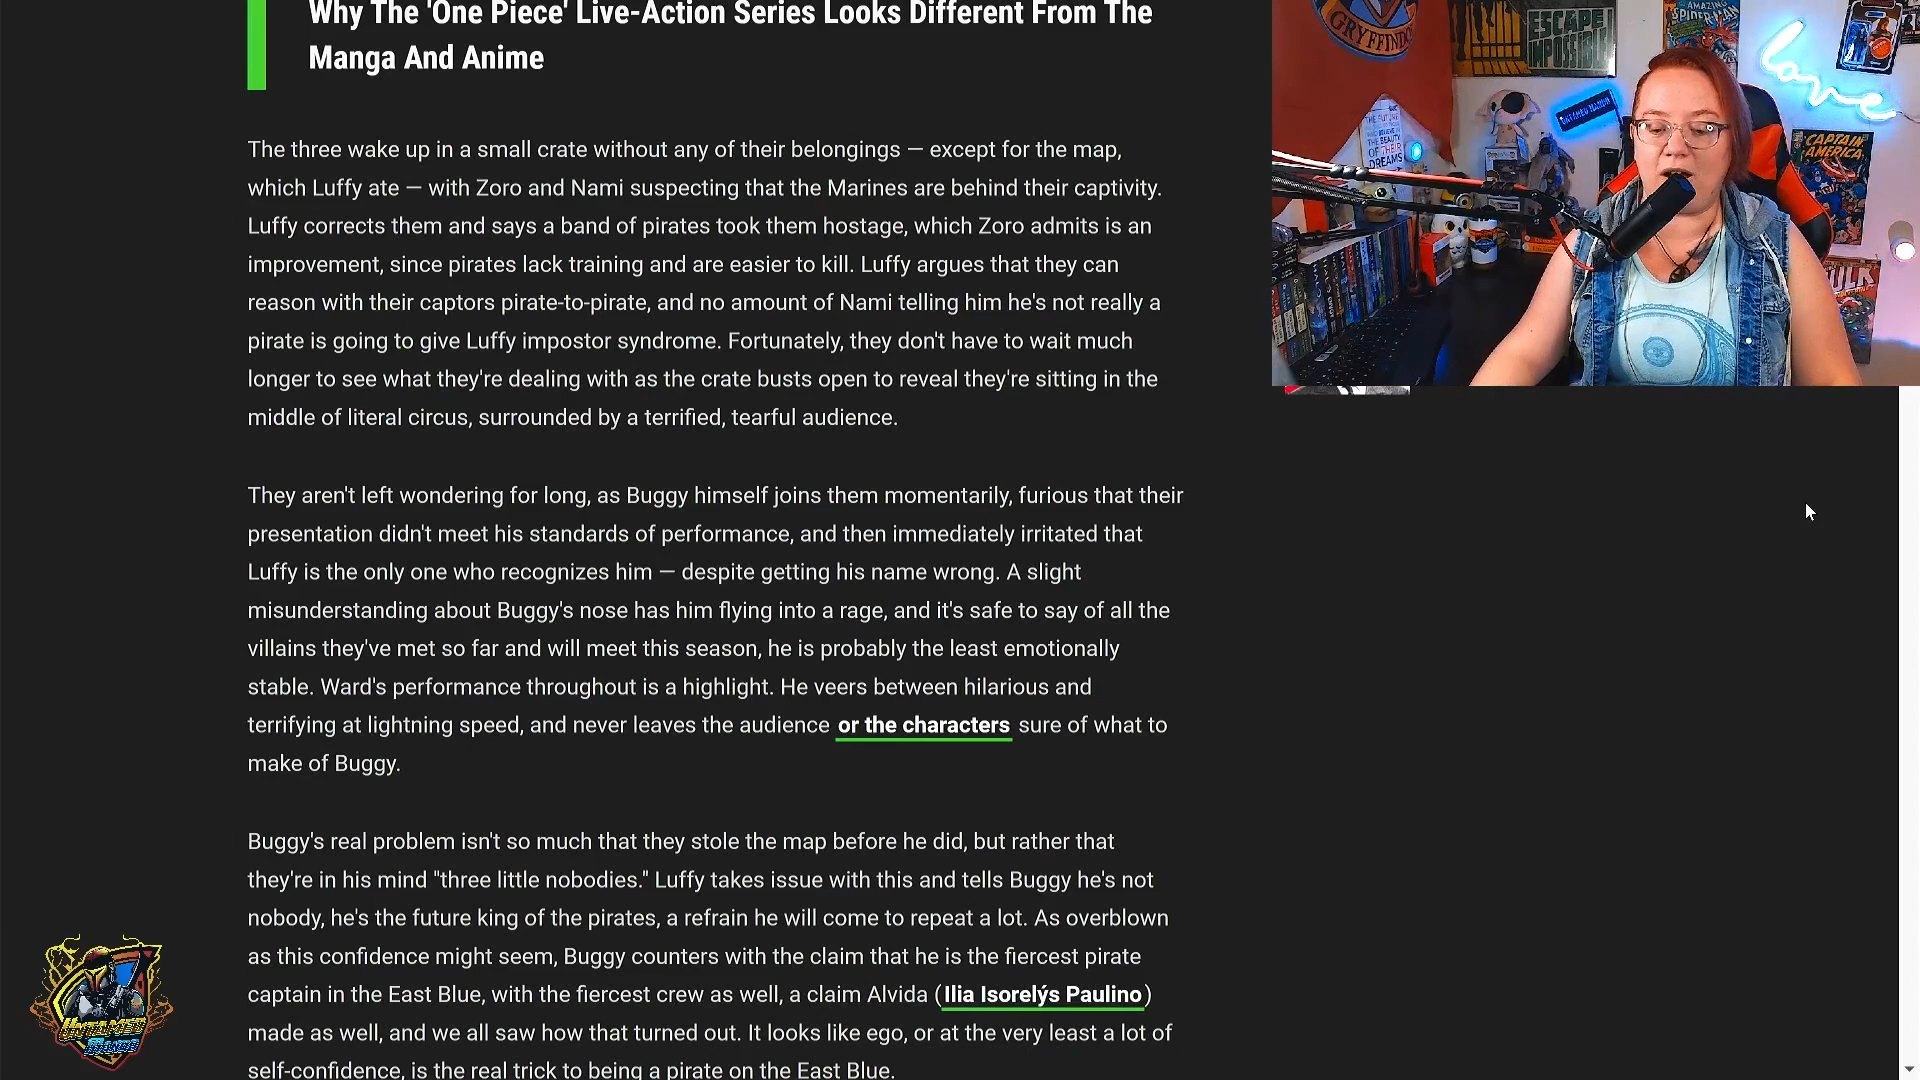 Why The 'One Piece' Live-Action Series Looks Different From The
Manga And Anime
The three wake up in a small crate without any of their belongings — except for the map,
which Luffy ate — with Zoro and Nami suspecting that the Marines are behind their captivity.
Luffy corrects them and says a band of pirates took them hostage, which Zoro admits is an
improvement, since pirates lack training and are easier to kill. Luffy argues that they can
reason with their captors pirate-to-pirate, and no amount of Nami telling him he's not really a
pirate is going to give Luffy impostor syndrome. Fortunately, they don't have to wait much
longer to see what they're dealing with as the crate busts open to reveal they're sitting in the
middle of literal circus, surrounded by a terrified, tearful audience.
They aren't left wondering for long, as Buggy himself joins them momentarily, furious that their
presentation didn't meet his standards of performance, and then immediately irritated that
Luffy is the only one who recognizes him — despite getting his name wrong. A slight
misunderstanding about Buggy's nose has him flying into a rage, and it's safe to say of all the
villains they've met so far and will meet this season, he is probably the least emotionally
stable. Ward's performance throughout is a highlight. He veers between hilarious and
terrifying at lightning speed, and never leaves the audience or the characters sure of what to
make of Buggy.
Buggy's real problem isn't so much that they stole the map before he did, but rather that
they're in his mind "three little nobodies." Luffy takes issue with this and tells Buggy he's not
nobody, he's the future king of the pirates, a refrain he will come to repeat a lot. As overblown
as this confidence might seem, Buggy counters with the claim that he is the fiercest pirate
captain in the East Blue, with the fiercest crew as well, a claim Alvida (Ilia Isorelýs Paulino)
made as well, and we all saw how that turned out. It looks like ego, or at the very least a lot of
self-confidence, is the real trick to being a pirate on the East Blue.
GRYFFINDO
ESCAPE
IMPOSSIBLE
AMAZING
SPIDER-MAN
love
UNTAMED MANDO
THE FUTURE
BEAUTY
OF THEIR
DREAMS
CAPTAIN
AMERICA
HULK
UNTAMED
MANDO